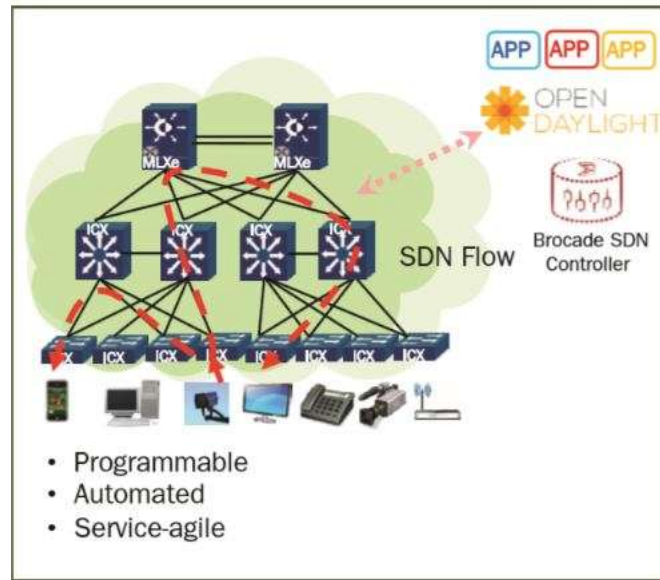 APP APP APP
OPEN
DAYLIGHT
MLXe MLXe
ICX ICX ICX ICX
SDN Flow
Brocade SDN
Controller
ICX ICX ICX ICX ICX ICX ICX ICX
• Programmable
• Automated
• Service-agile